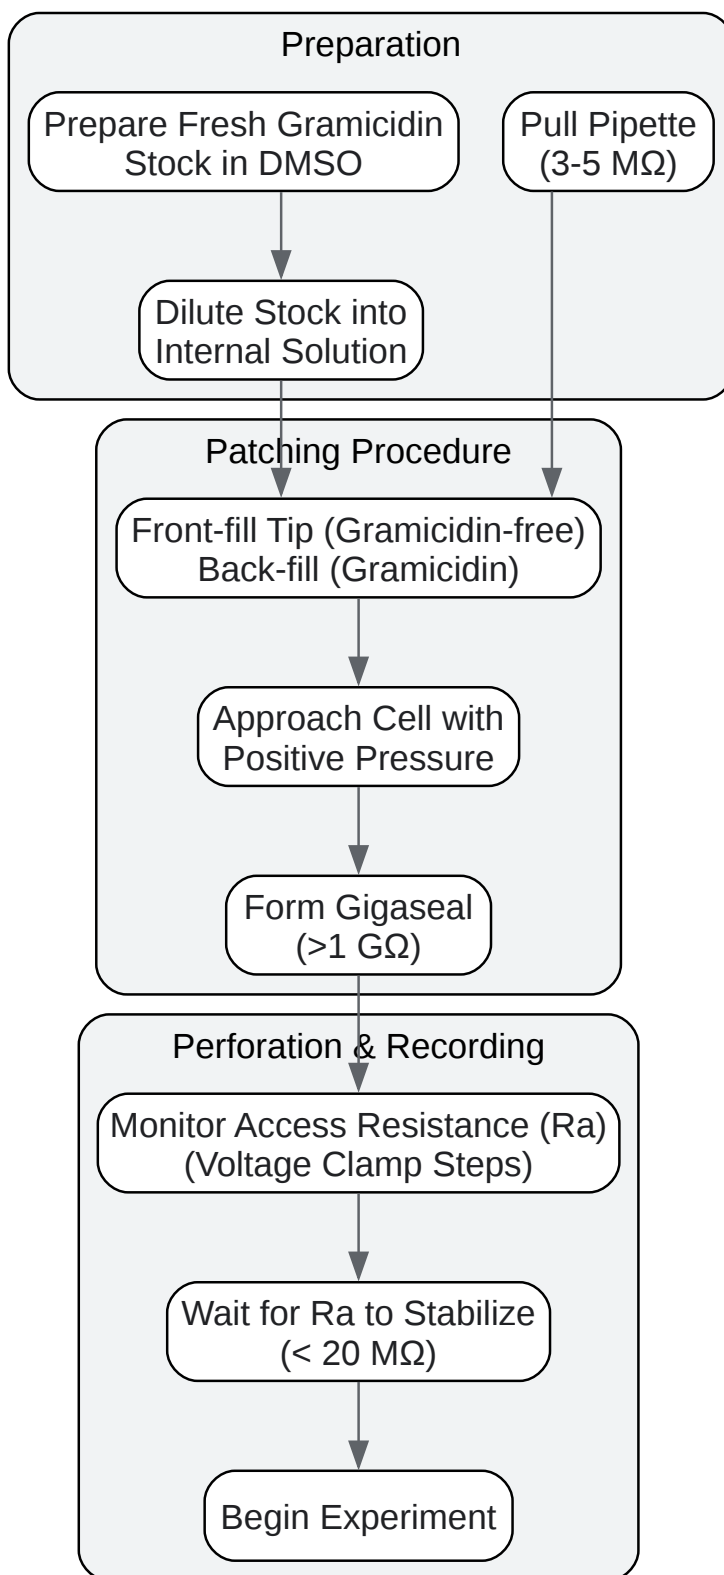 Preparation
Prepare Fresh Gramicidin
Stock in DMSO
Pull Pipette
(3-5 MΩ)
Dilute Stock into
Internal Solution
Patching Procedure
Front-fill Tip (Gramicidin-free)
Back-fill (Gramicidin)
Approach Cell with
Positive Pressure
Form Gigaseal
(>1 GΩ)
Perforation & Recording
Monitor Access Resistance (Ra)
(Voltage Clamp Steps)
Wait for Ra to Stabilize
(< 20 MΩ)
Begin Experiment